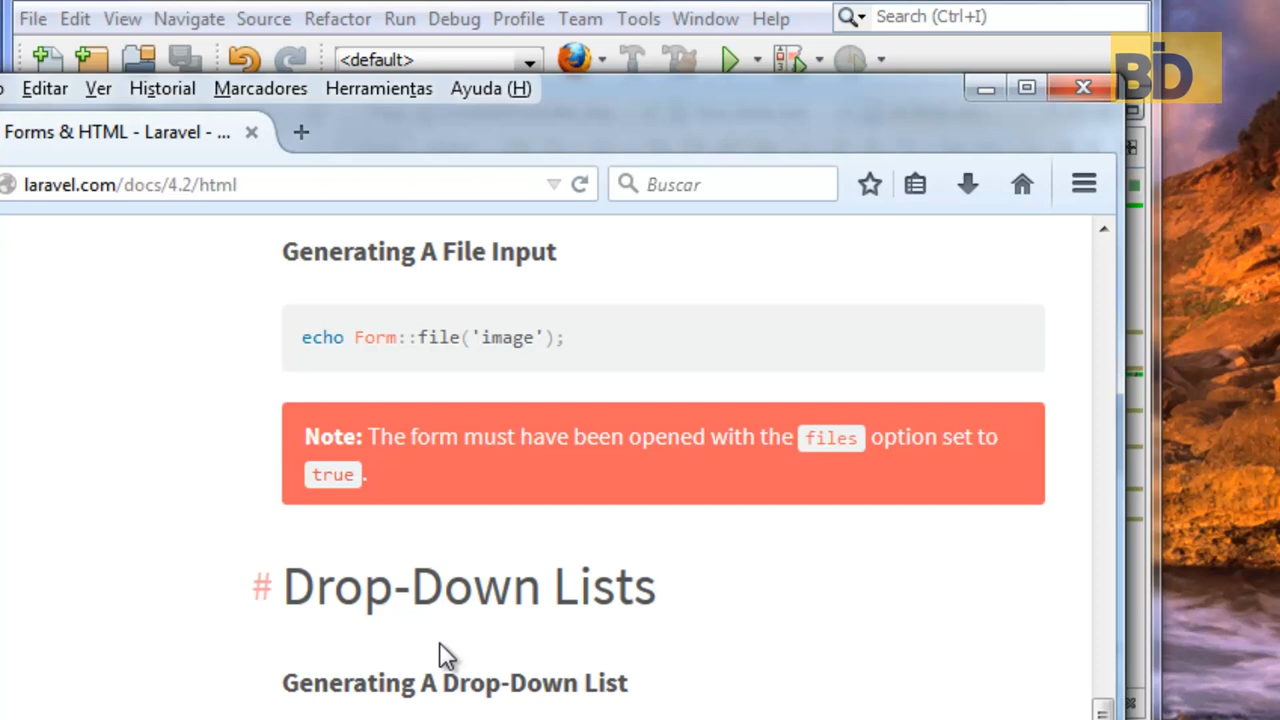 File Edit View Navigate Source Refactor Run Debug Profile Team Tools Window Help
Search (Ctrl+I)
<default>
BD
Editar Ver Historial Marcadores Herramientas Ayuda (H)
Forms & HTML - Laravel - ...
laravel.com/docs/4.2/html
Buscar
Generating A File Input
echo Form::file('image');
Note: The form must have been opened with the files option set to
true.
# Drop-Down Lists
Generating A Drop-Down List